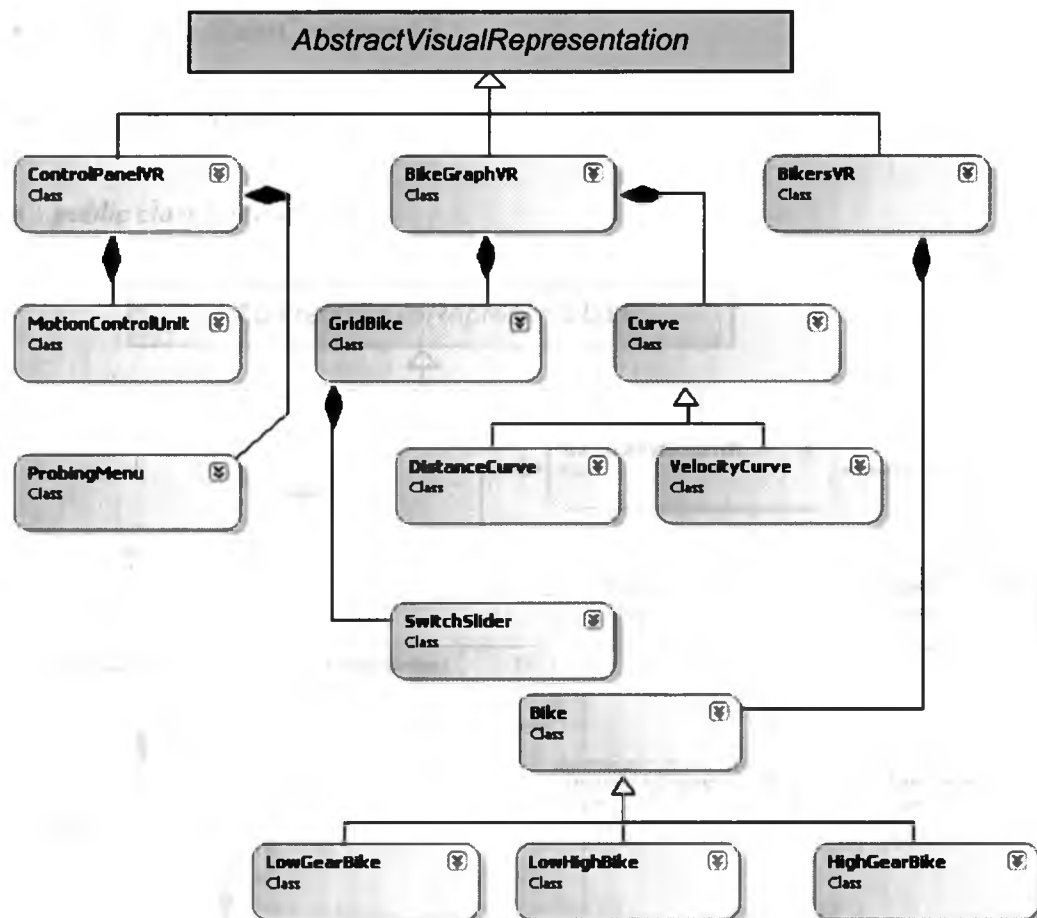 AbstractVisualRepresentation
ControlPanelVR
Class
BikeGraphVR
Class
BikersVR
Class
MotionControlUnit
Class
GridBike
Class
Curve
Class
ProbingMenu
Class
DistanceCurve
Class
VelocityCurve
Class
SwitchSlider
Class
Bike
Class
LowGearBike
Class
LowHighBike
Class
HighGearBike
Class